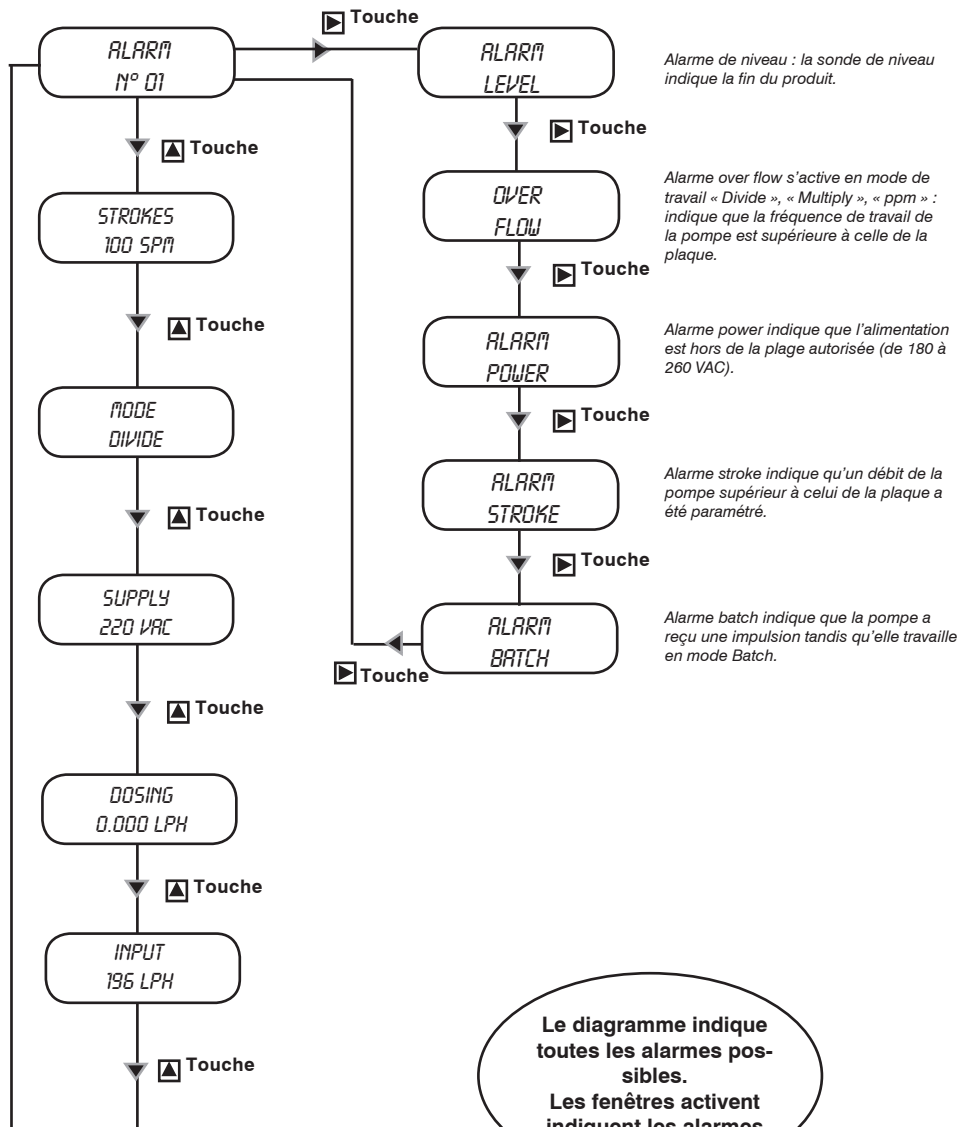 Touche
ALARM
N° 01
Touche
STROKES
100 SPM
Touche
MODE
DIVIDE
Touche
SUPPLY
220 VAC
Touche
DOSING
0.000 LPH
Touche
INPUT
196 LPH
Touche
ALARM
LEVEL
Alarme de niveau : la sonde de niveau
indique la fin du produit.
Touche
OVER
FLOW
Alarme over flow s'active en mode de
travail « Divide », « Multiply », « ppm » :
indique que la fréquence de travail de
la pompe est supérieure à celle de la
plaque.
Touche
ALARM
POWER
Alarme power indique que l'alimentation
est hors de la plage autorisée (de 180 à
260 VAC).
Touche
ALARM
STROKE
Alarme stroke indique qu'un débit de la
pompe supérieur à celui de la plaque a
été paramétré.
Touche
ALARM
BATCH
Alarme batch indique que la pompe a
reçu une impulsion tandis qu'elle travaille
en mode Batch.
Touche
Le diagramme indique
toutes les alarmes pos-
sibles.
Les fenêtres activent
indiquent les alarmes